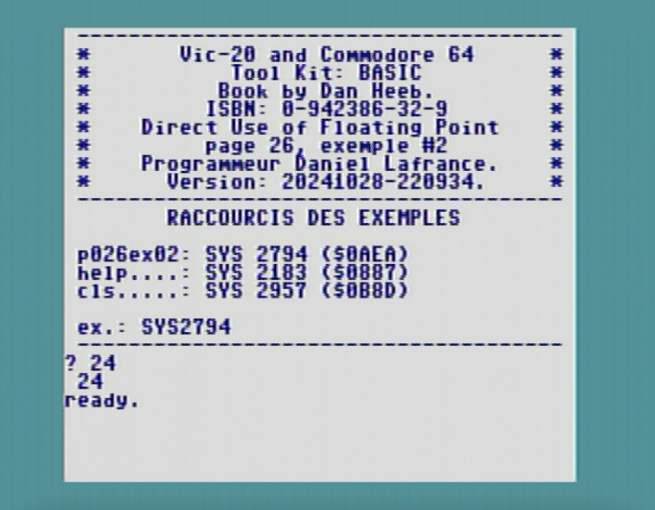 --------------------------------------
* Vic-20 and Commodore 64 *
* Tool Kit: BASIC *
* Book by Dan Heeb. *
* ISBN: 0-942386-32-9 *
* Direct Use of Floating Point *
* page 26, exemple #2 *
* Programmeur Daniel Lafrance. *
* Version: 20241028-220934. *
--------------------------------------
RACCOURCIS DES EXEMPLES
p026ex02: SYS 2794 ($0AEA)
help....: SYS 2183 ($0887)
cls.....: SYS 2957 ($0B8D)
ex.: SYS2794
--------------------------------------
? 24
24
ready.